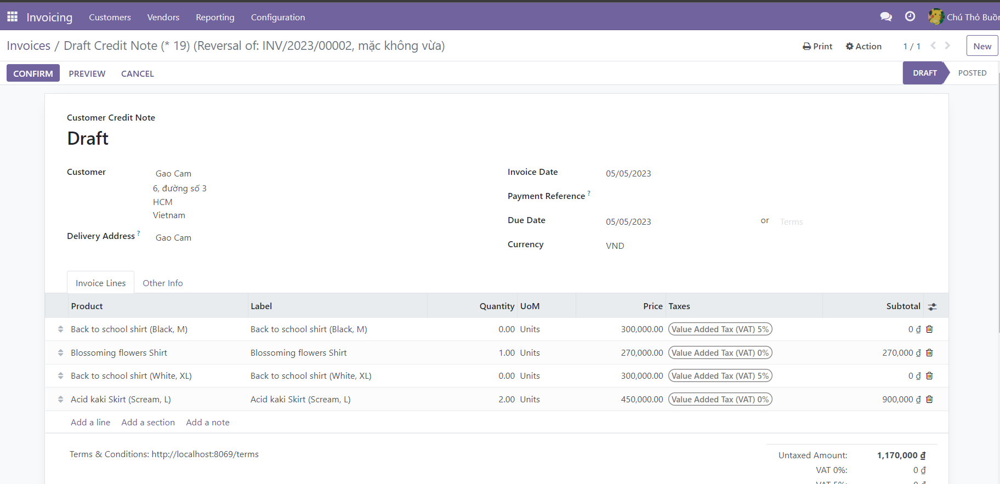 Invoicing Customers Vendors Reporting Configuration Chú Thỏ Buồn
Invoices / Draft Credit Note (* 19) (Reversal of: INV/2023/00002, mặc không vừa) Print Action 1 / 1 New
CONFIRM PREVIEW CANCEL DRAFT POSTED
Customer Credit Note
Draft
Customer Gao Cam
6, đường số 3
HCM
Vietnam
Delivery Address ? Gao Cam
Invoice Date 05/05/2023
Payment Reference ?
Due Date 05/05/2023 or Terms
Currency VND
Invoice Lines Other Info
Product Label Quantity UoM Price Taxes Subtotal
Back to school shirt (Black, M) Back to school shirt (Black, M) 0.00 Units 300,000.00 Value Added Tax (VAT) 5% 0 ₫
Blossoming flowers Shirt Blossoming flowers Shirt 1.00 Units 270,000.00 Value Added Tax (VAT) 0% 270,000 ₫
Back to school shirt (White, XL) Back to school shirt (White, XL) 0.00 Units 300,000.00 Value Added Tax (VAT) 5% 0 ₫
Acid kaki Skirt (Scream, L) Acid kaki Skirt (Scream, L) 2.00 Units 450,000.00 Value Added Tax (VAT) 0% 900,000 ₫
Add a line Add a section Add a note
Terms & Conditions: http://localhost:8069/terms
Untaxed Amount: 1,170,000 ₫
VAT 0%: 0 ₫
VAT 5%: 0 ₫